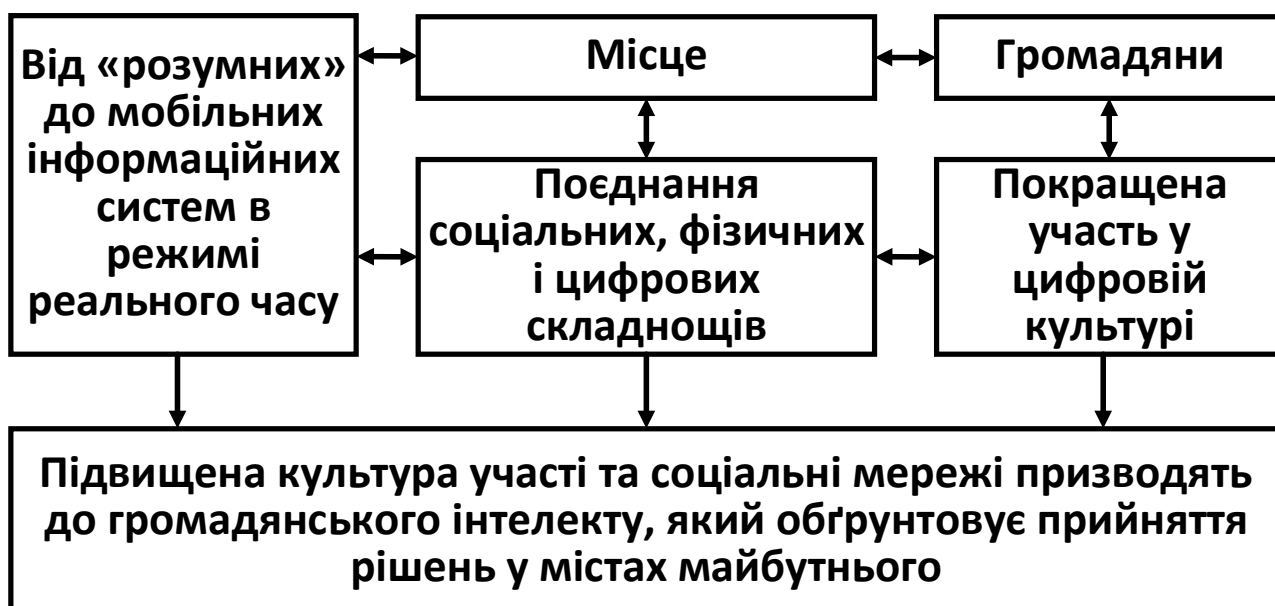 Від «розумних»
до мобільних
інформаційних
систем в
режимі
реального часу
Місце
Громадяни
Поєднання
соціальних, фізичних
і цифрових
складнощів
Покращена
участь у
цифровій
культурі
Підвищена культура участі та соціальні мережі призводять
до громадянського інтелекту, який обґрунтовує прийняття
рішень у містах майбутнього